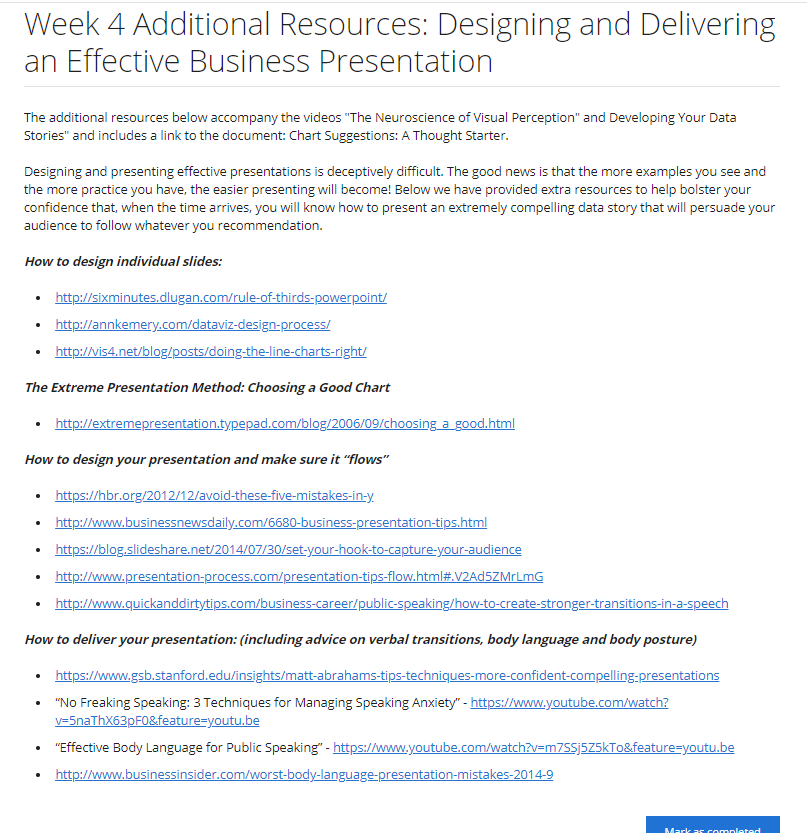 Week 4 Additional Resources: Designing and Delivering
an Effective Business Presentation
The additional resources below accompany the videos "The Neuroscience of Visual Perception" and Developing Your Data
Stories" and includes a link to the document: Chart Suggestions: A Thought Starter.
Designing and presenting effective presentations is deceptively difficult. The good news is that the more examples you see and
the more practice you have, the easier presenting will become! Below we have provided extra resources to help bolster your
confidence that, when the time arrives, you will know how to present an extremely compelling data story that will persuade your
audience to follow whatever you recommendation.
How to design individual slides:
• http://sixminutes.dlugan.com/rule-of-thirds-powerpoint/
• http://annkemery.com/dataviz-design-process/
• http://vis4.net/blog/posts/doing-the-line-charts-right/
The Extreme Presentation Method: Choosing a Good Chart
• http://extremepresentation.typepad.com/blog/2006/09/choosing_a_good.html
How to design your presentation and make sure it “flows”
• https://hbr.org/2012/12/avoid-these-five-mistakes-in-y
• http://www.businessnewsdaily.com/6680-business-presentation-tips.html
• https://blog.slideshare.net/2014/07/30/set-your-hook-to-capture-your-audience
• http://www.presentation-process.com/presentation-tips-flow.html#.V2Ad5ZMrLmG
• http://www.quickanddirtytips.com/business-career/public-speaking/how-to-create-stronger-transitions-in-a-speech
How to deliver your presentation: (including advice on verbal transitions, body language and body posture)
• https://www.gsb.stanford.edu/insights/matt-abrahams-tips-techniques-more-confident-compelling-presentations
• “No Freaking Speaking: 3 Techniques for Managing Speaking Anxiety” - https://www.youtube.com/watch?
v=5naThX63pF0&feature=youtu.be
• “Effective Body Language for Public Speaking” - https://www.youtube.com/watch?v=m7SSj5Z5kTo&feature=youtu.be
• http://www.businessinsider.com/worst-body-language-presentation-mistakes-2014-9
Mark as completed